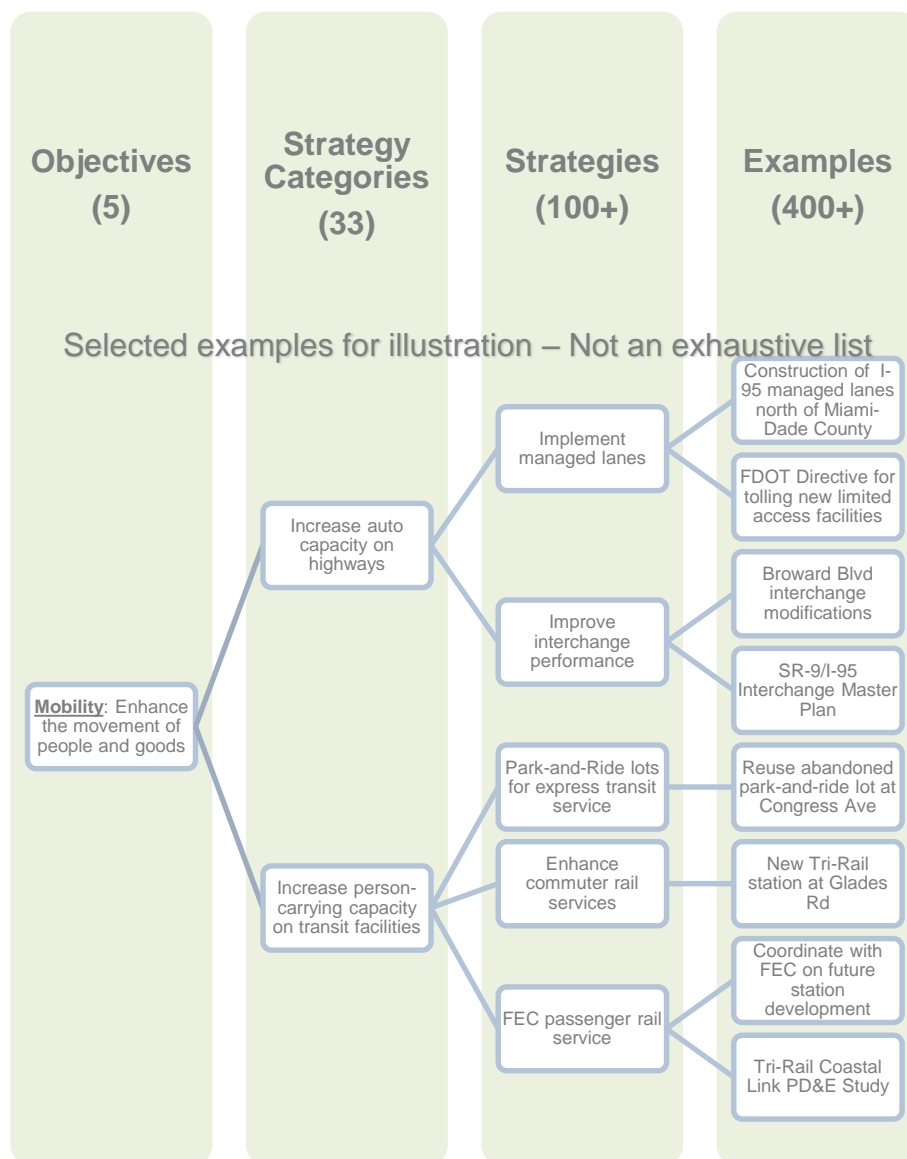 Objectives
(5)
Strategy
Categories
(33)
Strategies
(100+)
Examples
(400+)
Selected examples for illustration – Not an exhaustive list
Mobility: Enhance
the movement of
people and goods
Increase auto
capacity on
highways
Increase person-
carrying capacity
on transit facilities
Implement
managed lanes
Improve
interchange
performance
Park-and-Ride lots
for express transit
service
Enhance
commuter rail
services
FEC passenger rail
service
Construction of I-
95 managed lanes
north of Miami-
Dade County
FDOT Directive for
tolling new limited
access facilities
Broward Blvd
interchange
modifications
SR-9/I-95
Interchange Master
Plan
Reuse abandoned
park-and-ride lot at
Congress Ave
New Tri-Rail
station at Glades
Rd
Coordinate with
FEC on future
station
development
Tri-Rail Coastal
Link PD&E Study